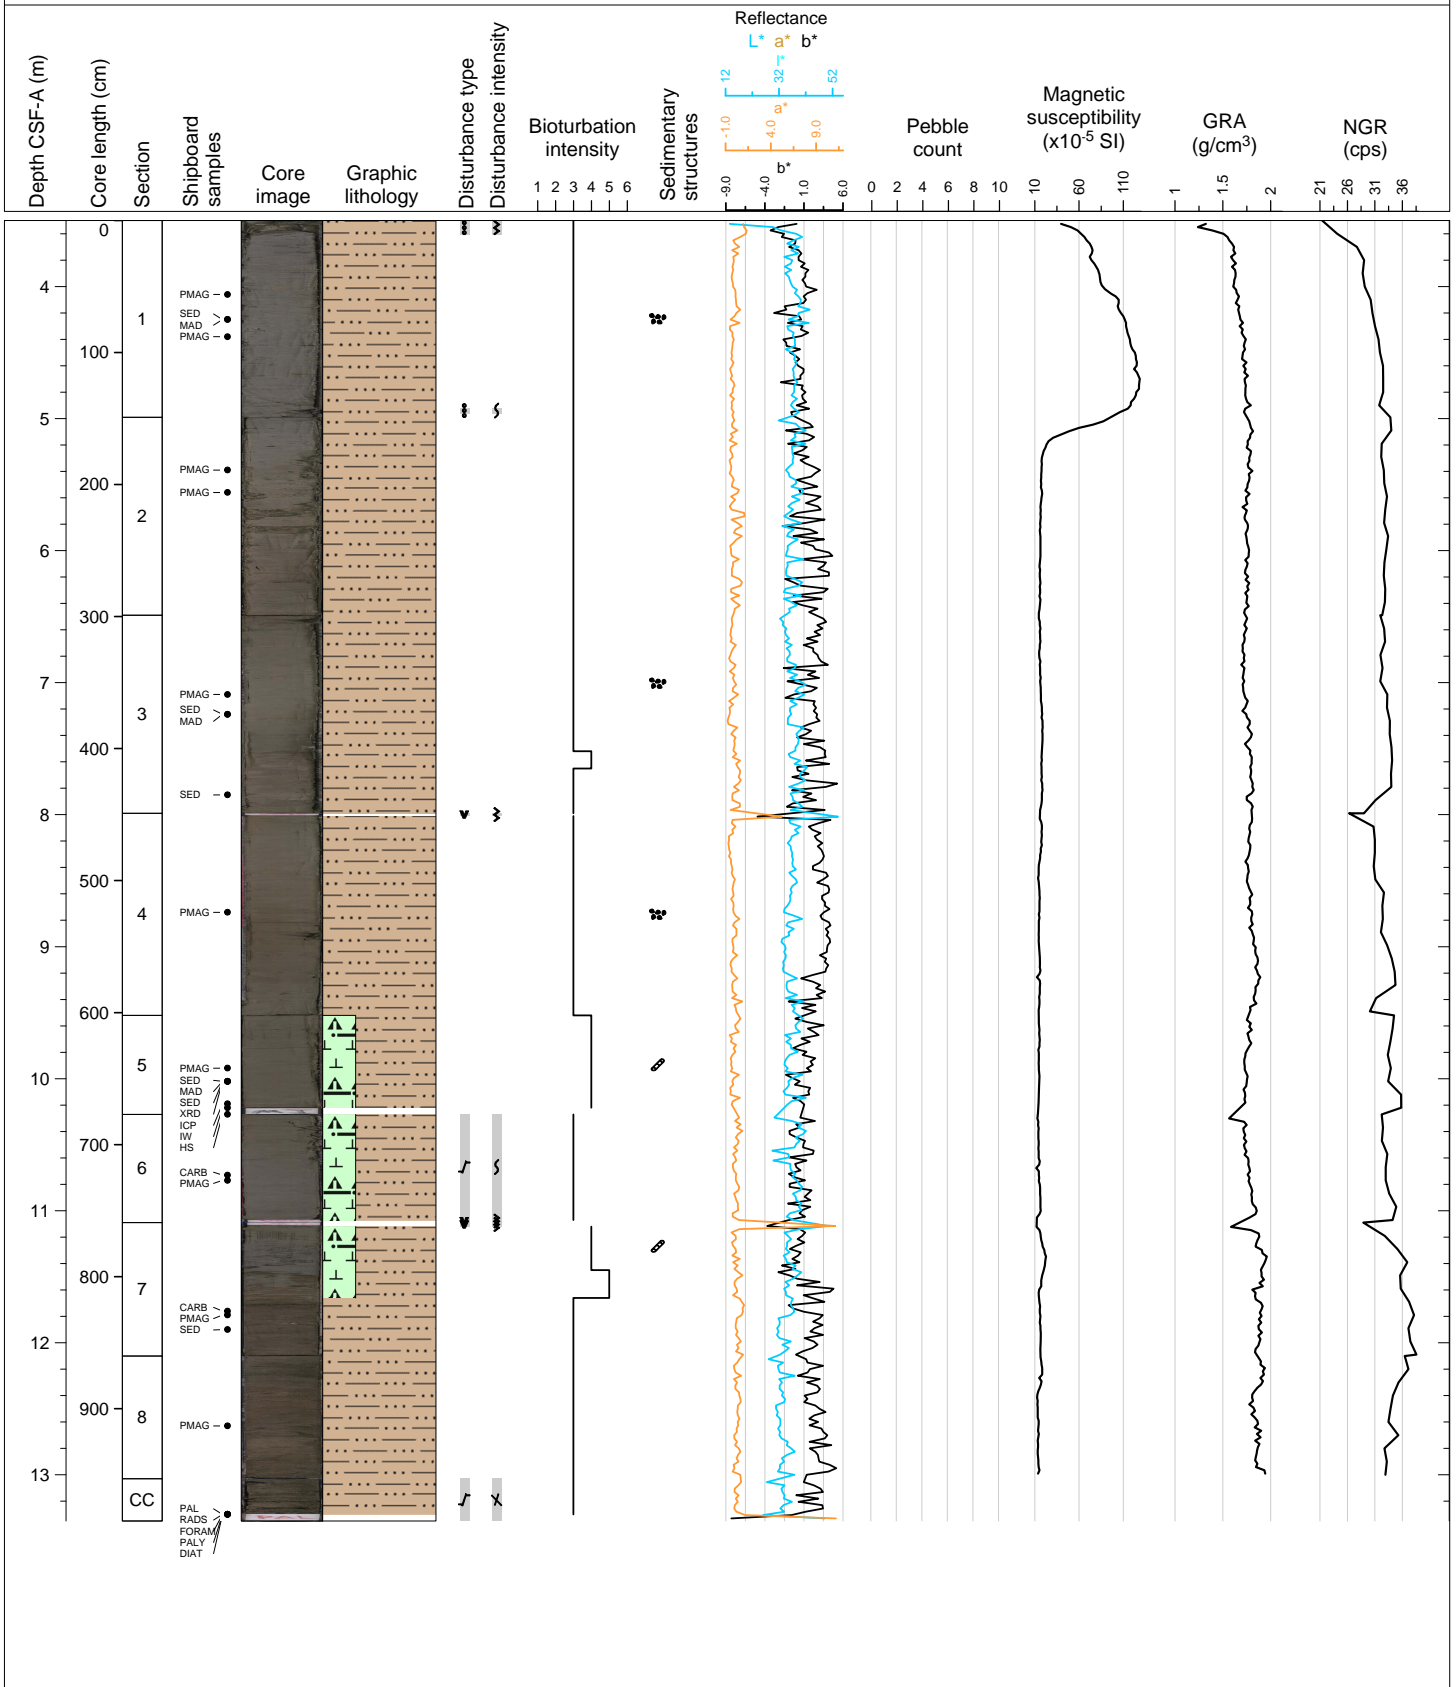 Depth CSF-A (m)
Core length (cm)
Section
Shipboard
samples
Core
image
Graphic
lithology
Disturbance type
Disturbance intensity
Bioturbation
intensity
1 2 3 4 5 6
Sedimentary
structures
Reflectance
L* a* b*
L*
12 32 52
a*
-1.0 4.0 9.0
b*
-9.0 -4.0 1.0 6.0
Pebble
count
0 2 4 6 8 10
Magnetic
susceptibility
(x10-5 SI)
10 60 110
GRA
(g/cm3)
1 1.5 2
NGR
(cps)
21 26 31 36
0
4
PMAG
SED
MAD
1
PMAG
100
5
PMAG
200
PMAG
2
6
300
7
PMAG
SED
MAD
3
400
SED
8
500
PMAG
4
9
600
5
PMAG
10
SED
MAD
SED
XRD
ICP
IW
HS
700
6
CARB
PMAG
11
800
7
CARB
PMAG
SED
12
900
8
PMAG
13
CC
PAL
RADS
FORAM
PALY
DIAT